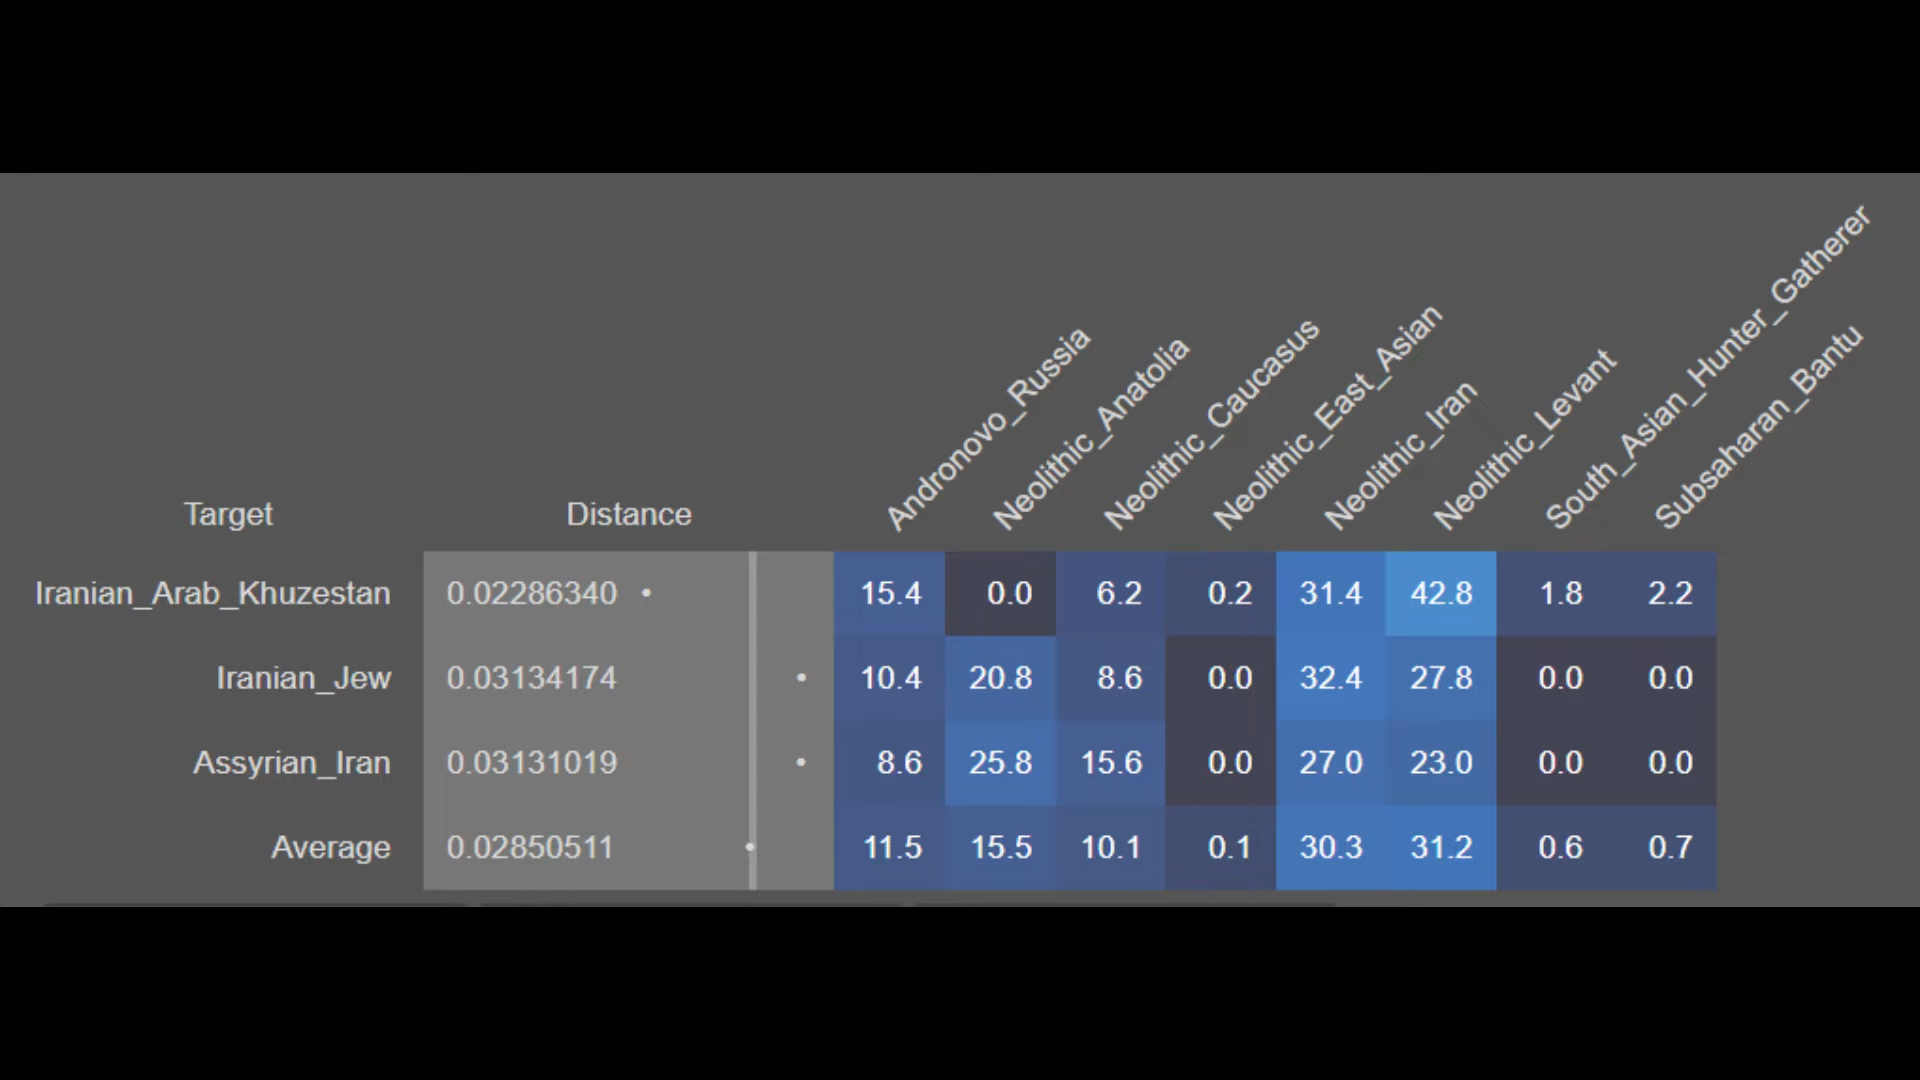 Andronovo_Russia
Neolithic_Anatolia
Neolithic_Caucasus
Neolithic_East_Asian
Neolithic_Iran
Neolithic_Levant
South_Asian_Hunter_Gatherer
Subsaharan_Bantu
Target Distance
Iranian_Arab_Khuzestan 0.02286340 15.4 0.0 6.2 0.2 31.4 42.8 1.8 2.2
Iranian_Jew 0.03134174 10.4 20.8 8.6 0.0 32.4 27.8 0.0 0.0
Assyrian_Iran 0.03131019 8.6 25.8 15.6 0.0 27.0 23.0 0.0 0.0
Average 0.02850511 11.5 15.5 10.1 0.1 30.3 31.2 0.6 0.7